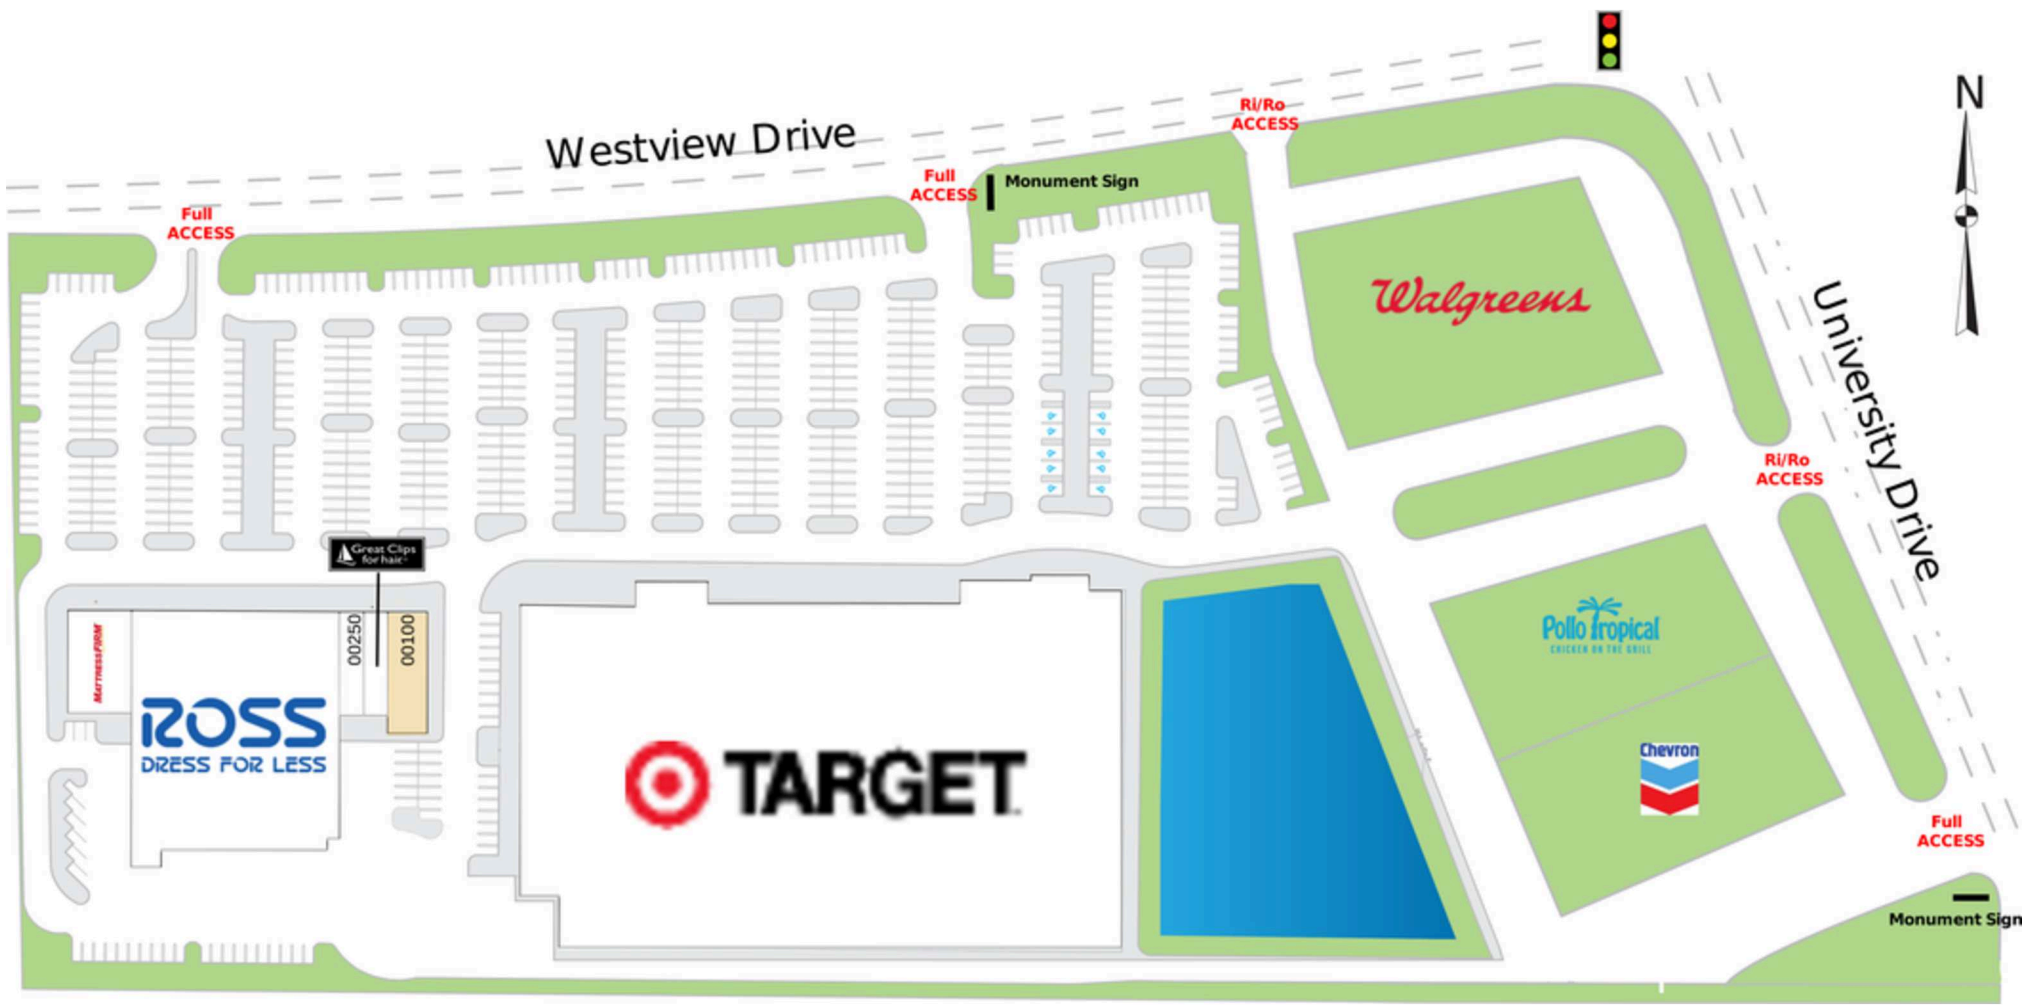 N
Ri/Ro
ACCESS
Westview Drive
Full
ACCESS
Monument Sign
Full
ACCESS
Walgreens
University Drive
Ri/Ro
ACCESS
Great Clips
for hair
MATTRESSFIRM
00250
00100
Pollo Tropical
CHICKEN ON THE GRILL
ROSS
DRESS FOR LESS
TARGET
Chevron
Full
ACCESS
Monument Sign